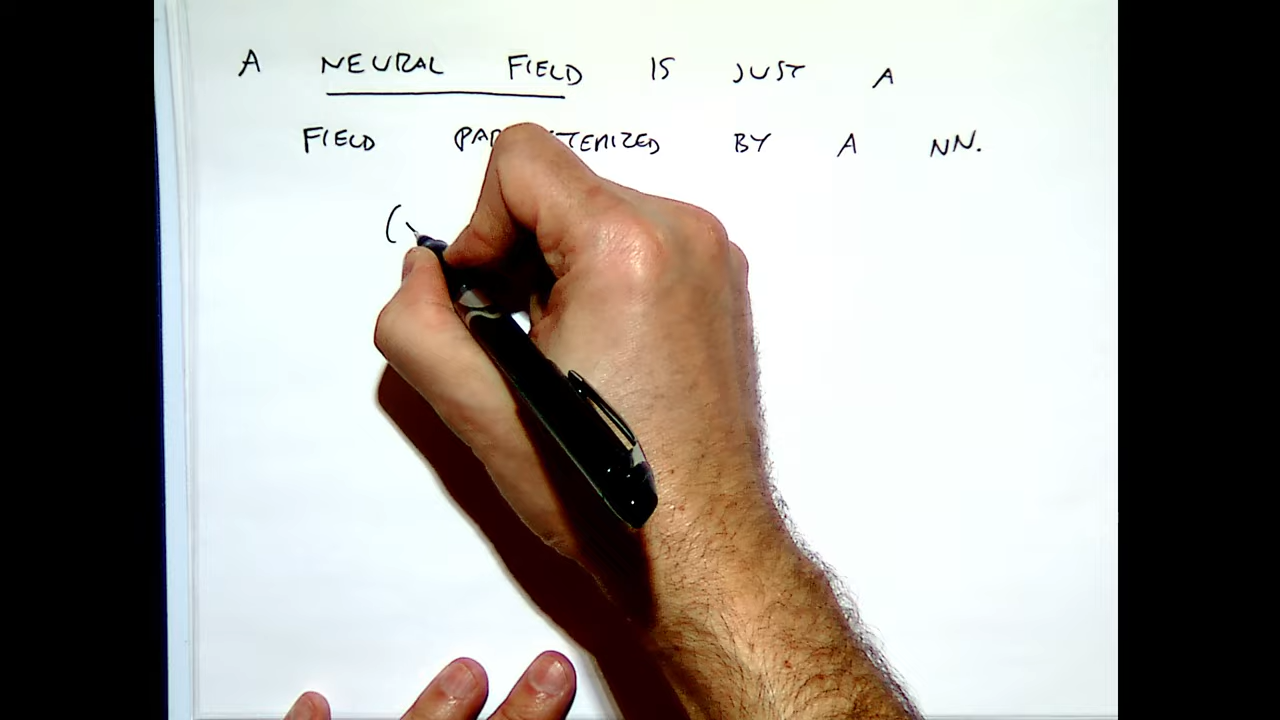 A NEURAL FIELD IS JUST A
FIELD BY A NN.
(